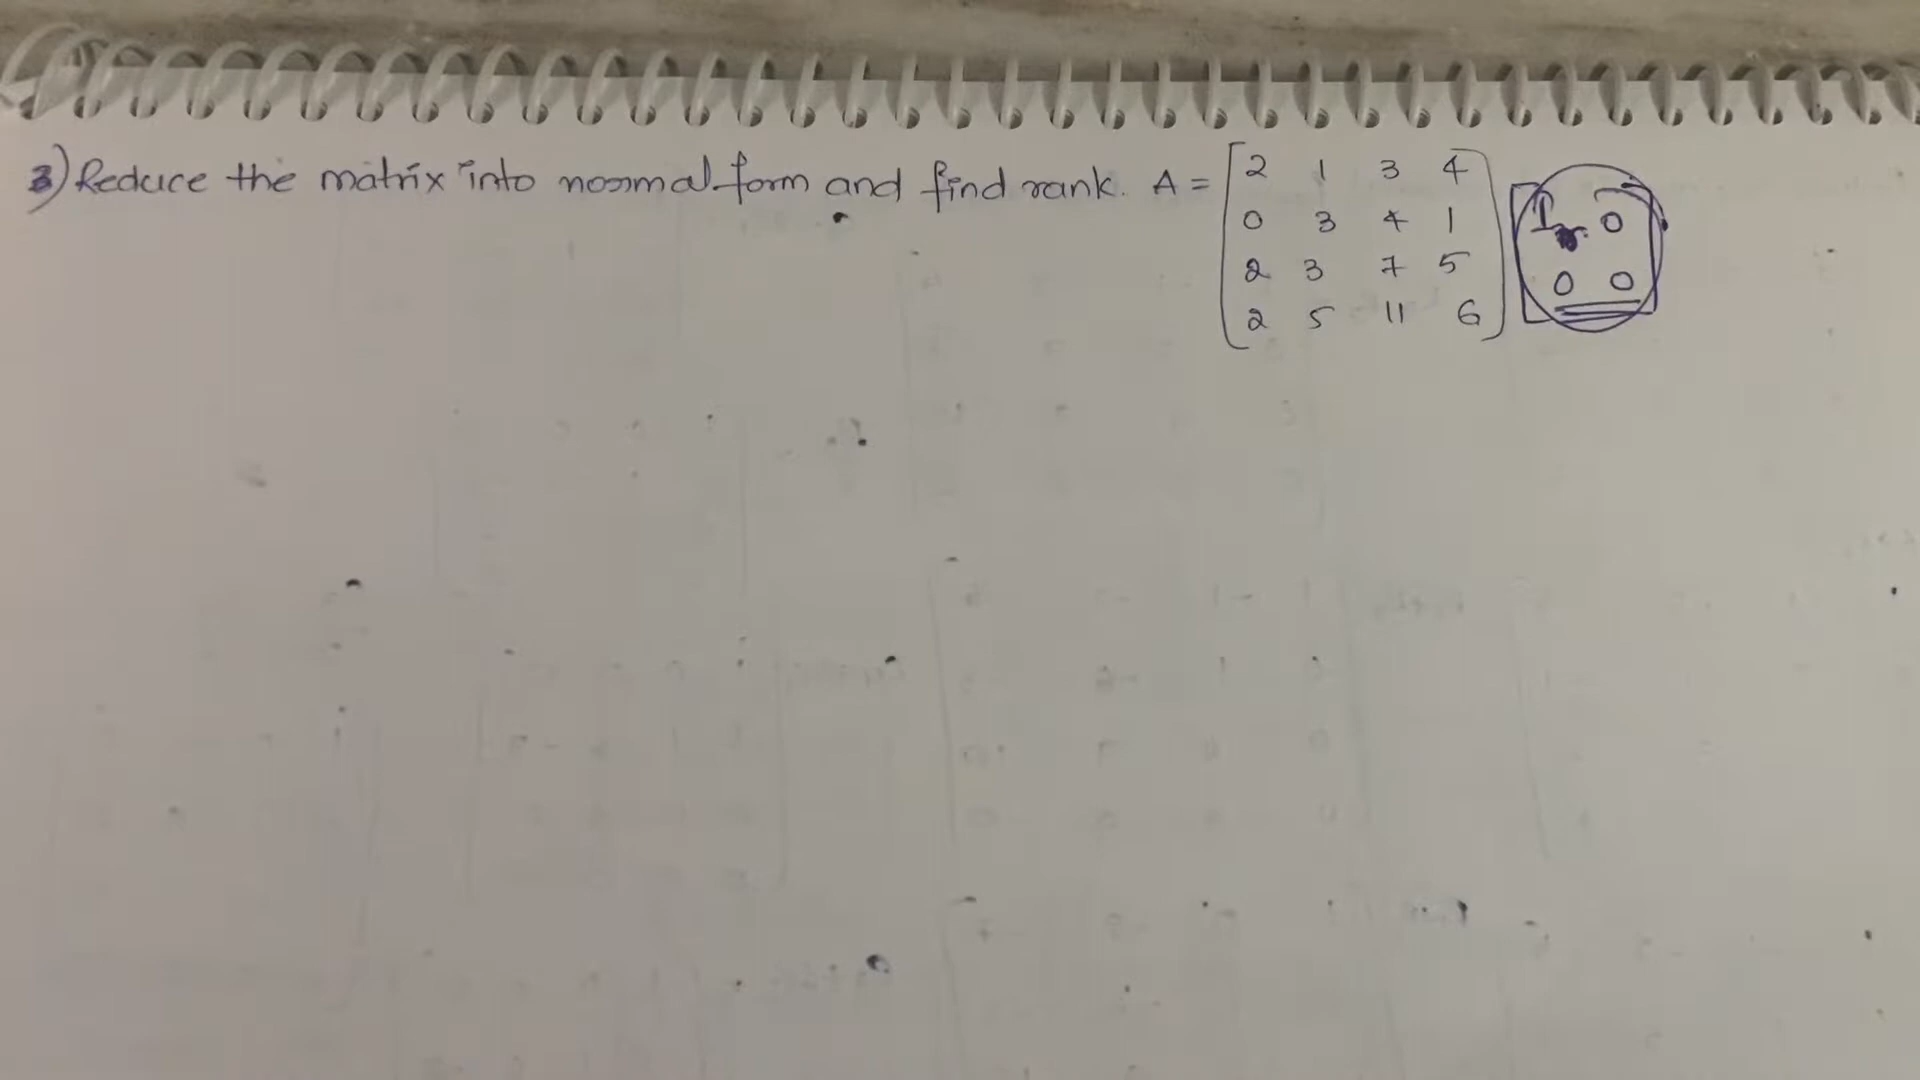 3) Reduce the matrix into normal form and find rank. A = [2 1 3 4
0 3 4 1
2 3 7 5
2 5 11 6]
[I_r 0
0 0]